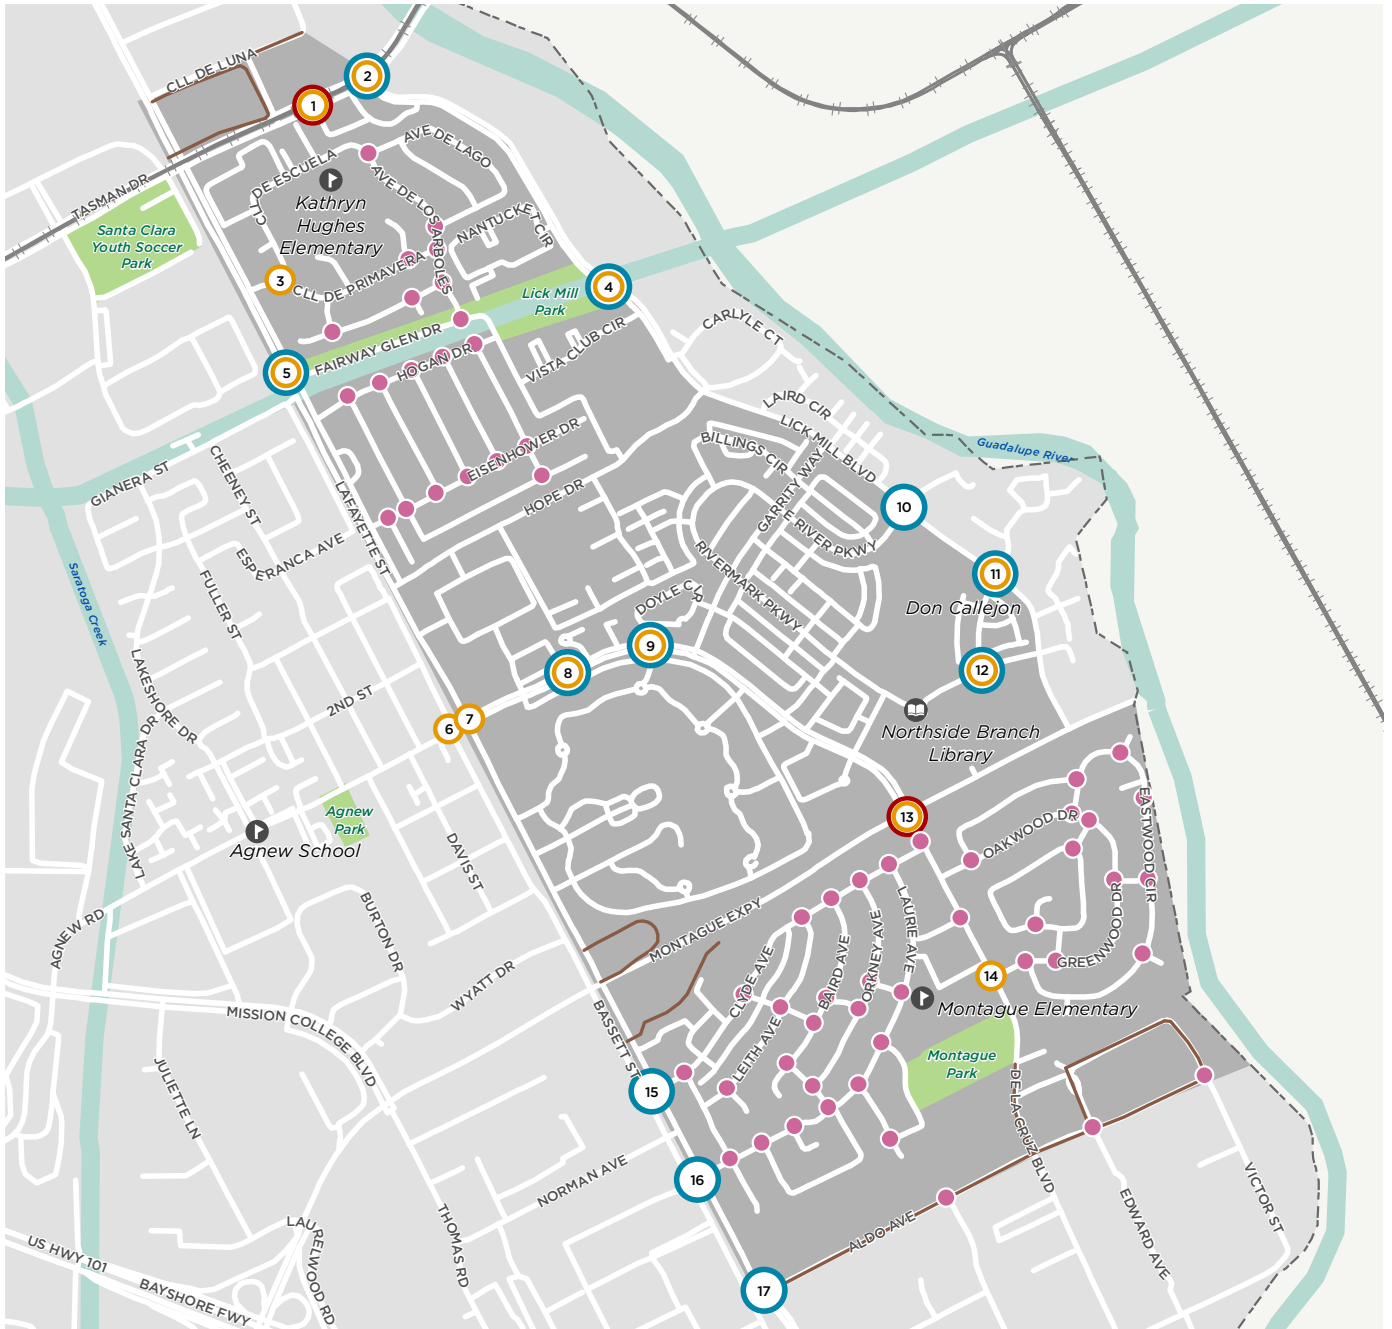 CLL DE LUNA
2
1
TASMAN DR
AVE DE LAGO
CLL DE ESCUELA
AVE DE LOS ARBOLES
Kathryn
Hughes
Elementary
NANTUCKET CIR
Santa Clara
Youth Soccer
Park
3
CLL DE PRIMAVERA
4
Lick Mill
Park
FAIRWAY GLEN DR
VISTA CLUB CIR
CARLYLE CT
5
HOGAN DR
LAIRD CIR
LICK MILL BLVD
BILLINGS CIR
GARRITY WAY
Guadalupe River
GIANERA ST
CHEENEY ST
LAFAYETTE ST
EISENHOWER DR
HOPE DR
10
E RIVER PKWY
RIVERMARK PKWY
ESPERANCA AVE
FULLER ST
Saratoga Creek
11
Don Callejon
DOYLE CIR
9
8
12
LAKESHORE DR
2ND ST
6
7
Northside Branch
Library
LAKE SANTA CLARA DR
Agnew
Park
Agnew School
DAVIS ST
13
OAKWOOD DR
EASTWOOD CIR
AGNEW RD
BURTON DR
MONTAGUE EXPY
LAURIE AVE
GREENWOOD DR
WYATT DR
CLYDE AVE
BAIRD AVE
ORKNEY AVE
14
Montague Elementary
MISSION COLLEGE BLVD
BASSETT ST
LEITH AVE
Montague
Park
JULIETTE LN
15
DE LA CRUZ BLVD
NORMAN AVE
16
VICTOR ST
THOMAS RD
EDWARD AVE
LAURELWOOD RD
ALDO AVE
US HWY 101
BAYSHORE FWY
17